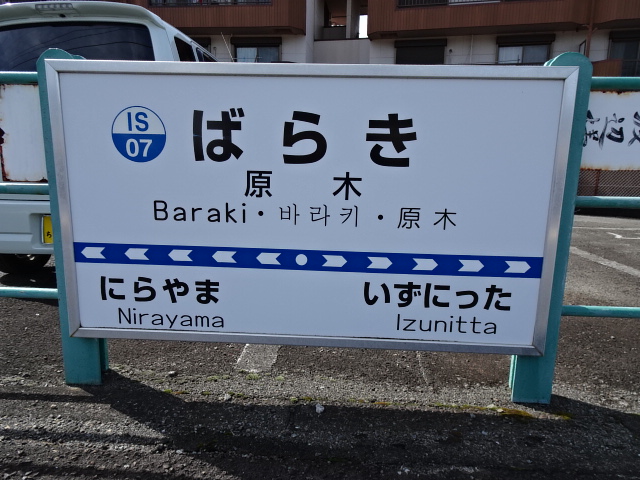 IS
07
ばらき
原木
Baraki・바라키・原木
にらやま
Nirayama
いずにった
Izunitta